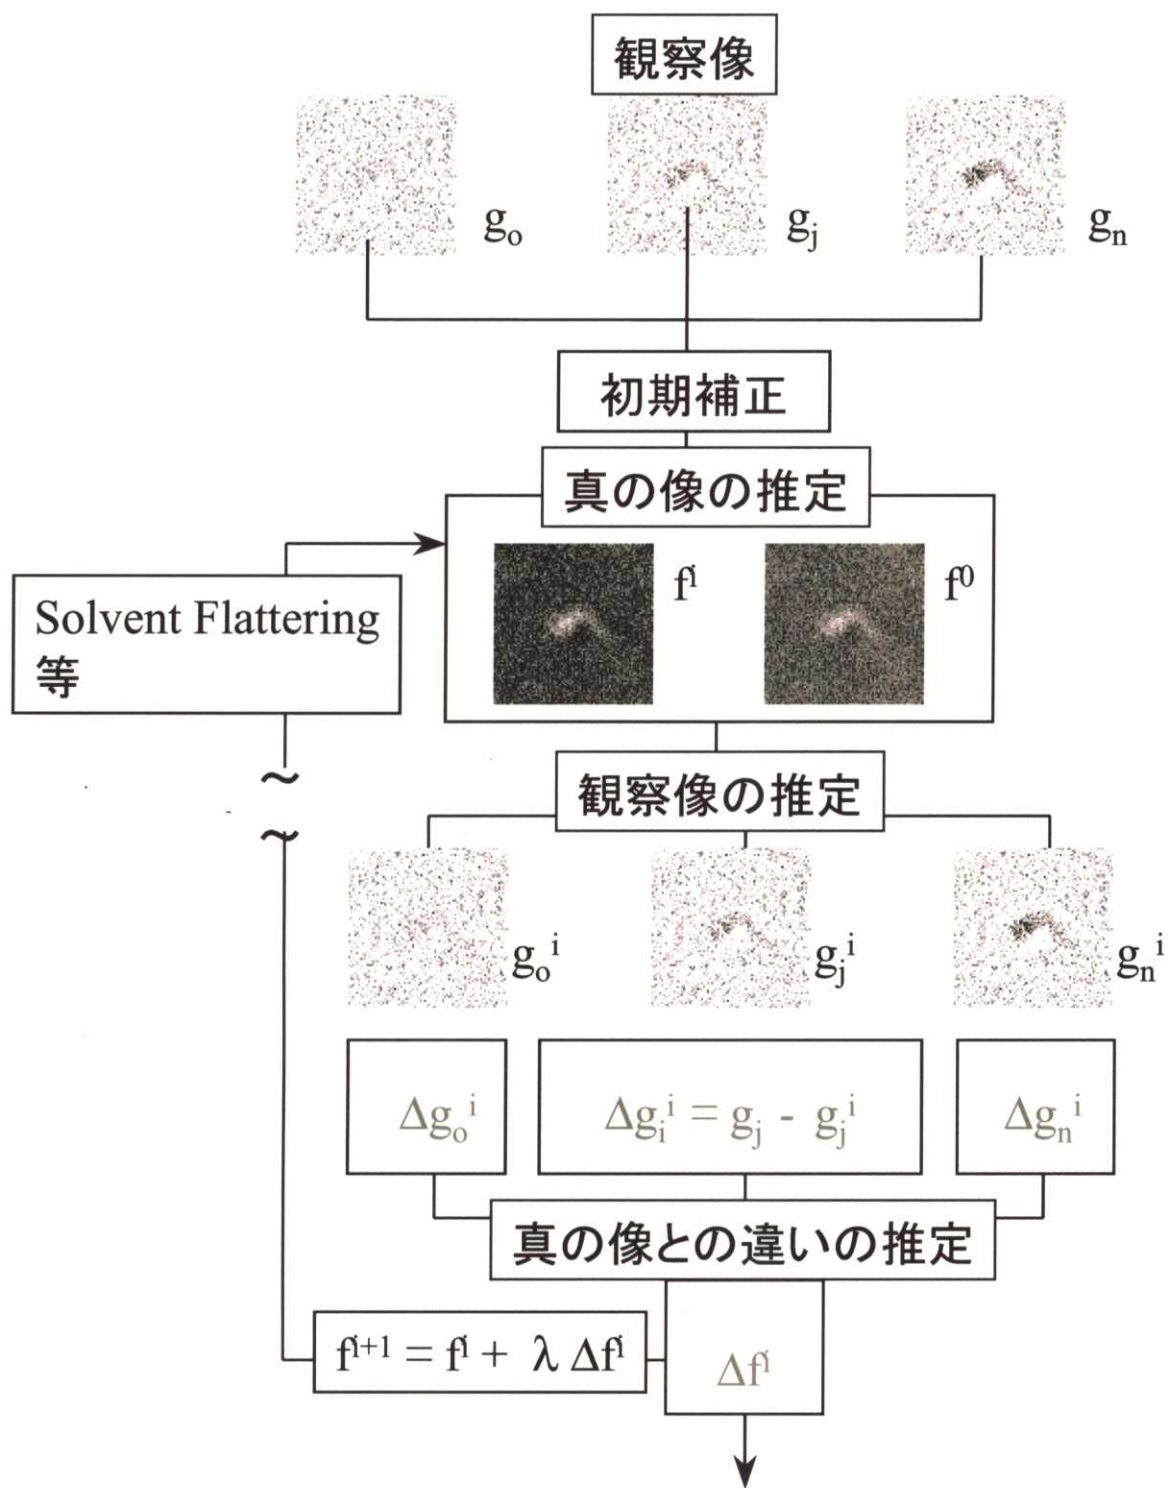 観察像
g₀ gⱼ gₙ
初期補正
真の像の推定
fⁱ f⁰
Solvent Flattering
等
観察像の推定
gₒⁱ gⱼⁱ gₙⁱ
Δgₒⁱ Δgᵢⁱ = gⱼ - gⱼⁱ Δgₙⁱ
真の像との違いの推定
fⁱ⁺¹ = fⁱ + λ Δfⁱ
Δfⁱ